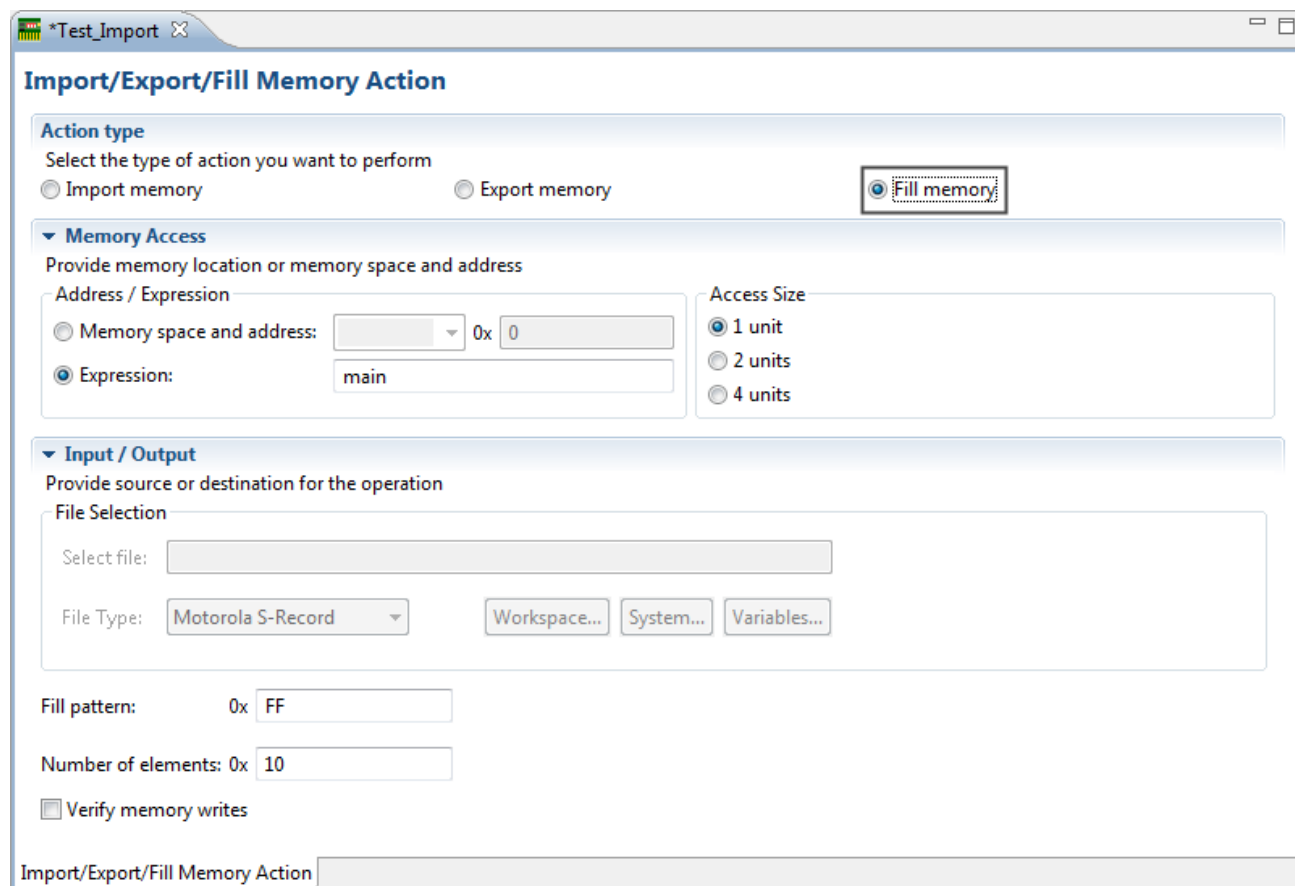 *Test_Import
Import/Export/Fill Memory Action
Action type
Select the type of action you want to perform
Import memory Export memory Fill memory
Memory Access
Provide memory location or memory space and address
Address / Expression Access Size
Memory space and address: 0x 0 1 unit
2 units
Expression: main
4 units
Input / Output
Provide source or destination for the operation
File Selection
Select file:
File Type: Motorola S-Record Workspace... System... Variables...
Fill pattern: 0x FF
Number of elements: 0x 10
Verify memory writes
Import/Export/Fill Memory Action